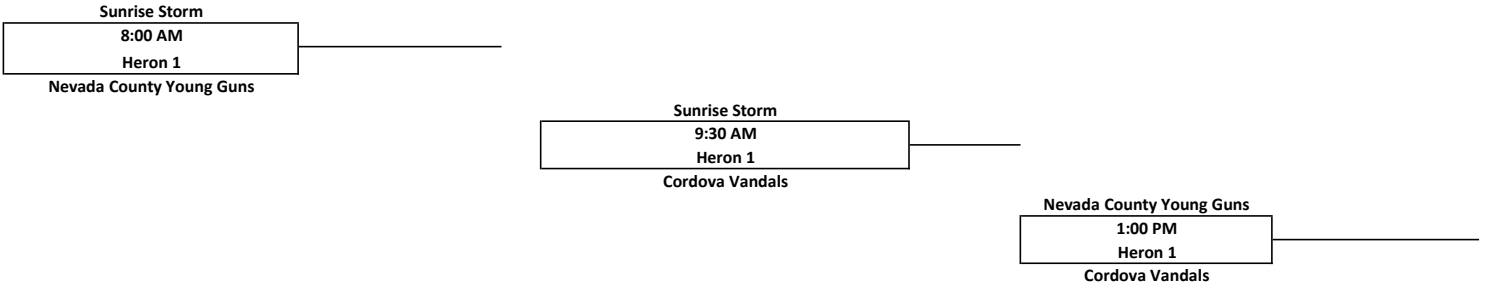 Sunrise Storm
8:00 AM
Heron 1
Nevada County Young Guns
Sunrise Storm
9:30 AM
Heron 1
Cordova Vandals
Nevada County Young Guns
1:00 PM
Heron 1
Cordova Vandals